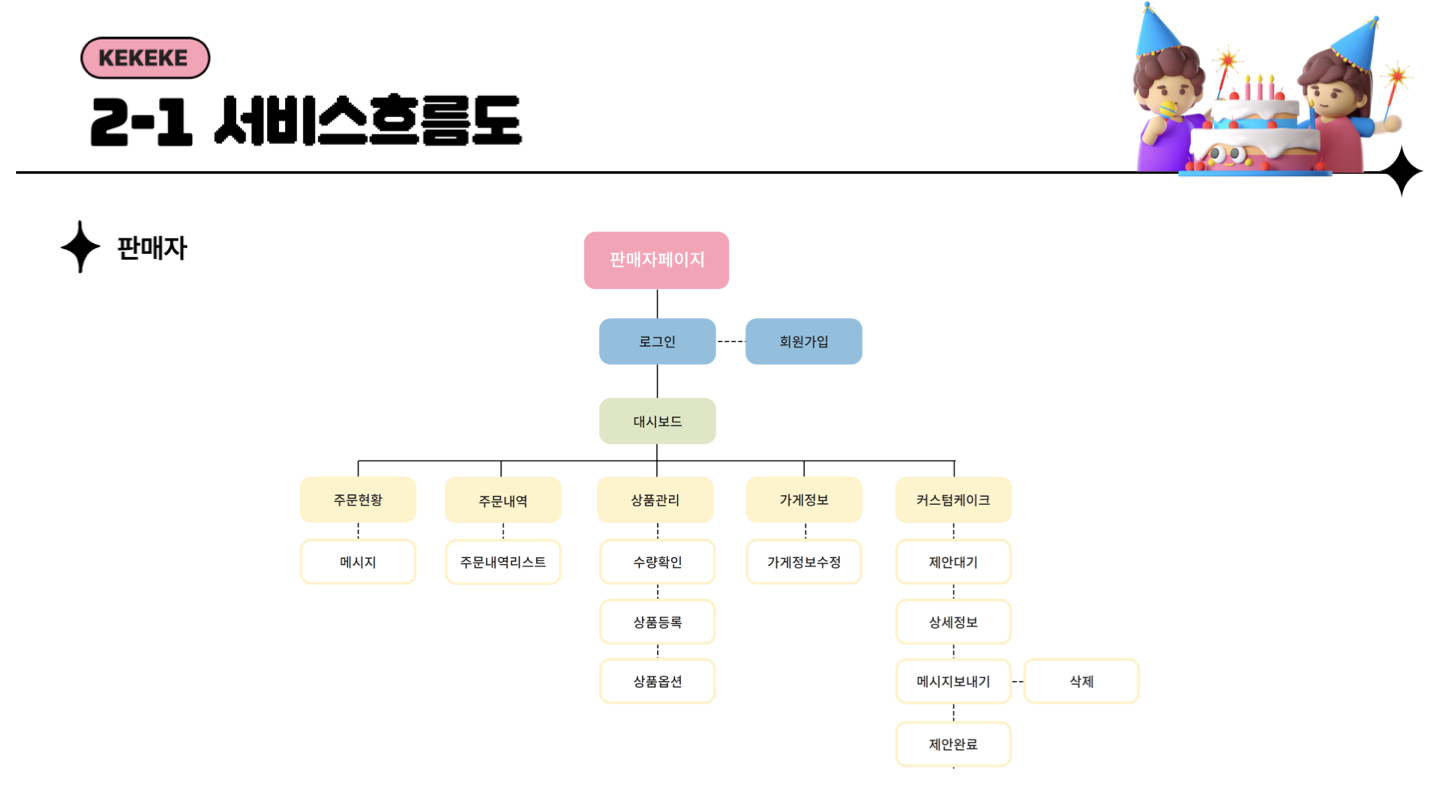 KEKEKE
2-1 서비스흐름도
판매자
판매자페이지
로그인
회원가입
대시보드
주문현황
주문내역
상품관리
가게정보
커스텀케이크
메시지
주문내역리스트
수량확인
가게정보수정
제안대기
상품등록
상세정보
상품옵션
메시지보내기
삭제
제안완료